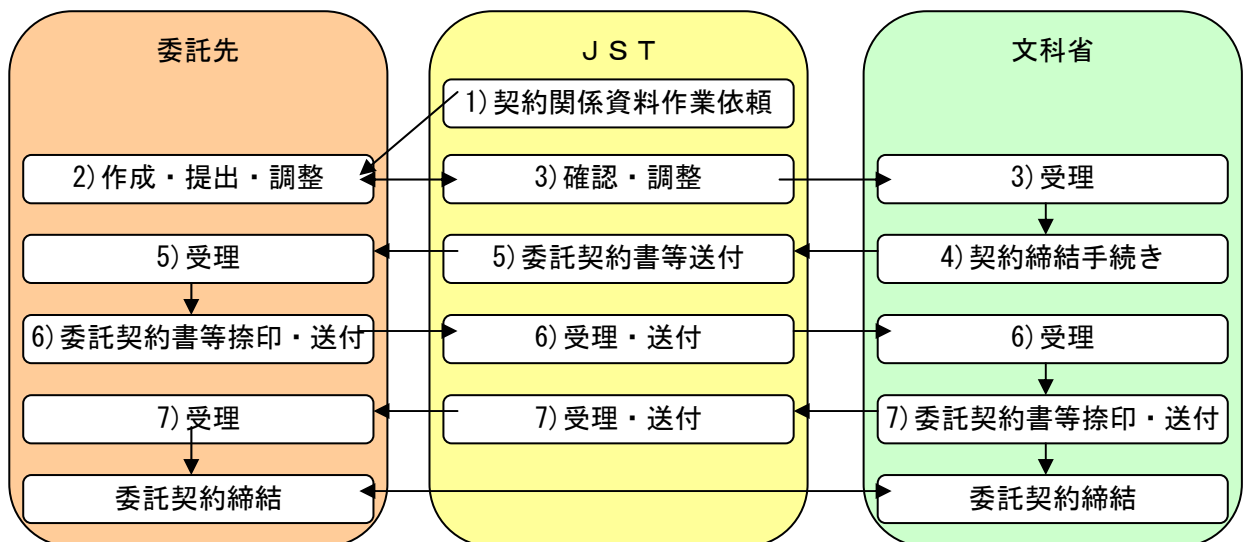 委託先
ＪＳＴ
文科省
1)契約関係資料作業依頼
2)作成・提出・調整
3)確認・調整
3)受理
5)受理
5)委託契約書等送付
4)契約締結手続き
6)委託契約書等捺印・送付
6)受理・送付
6)受理
7)受理
7)受理・送付
7)委託契約書等捺印・送付
委託契約締結
委託契約締結